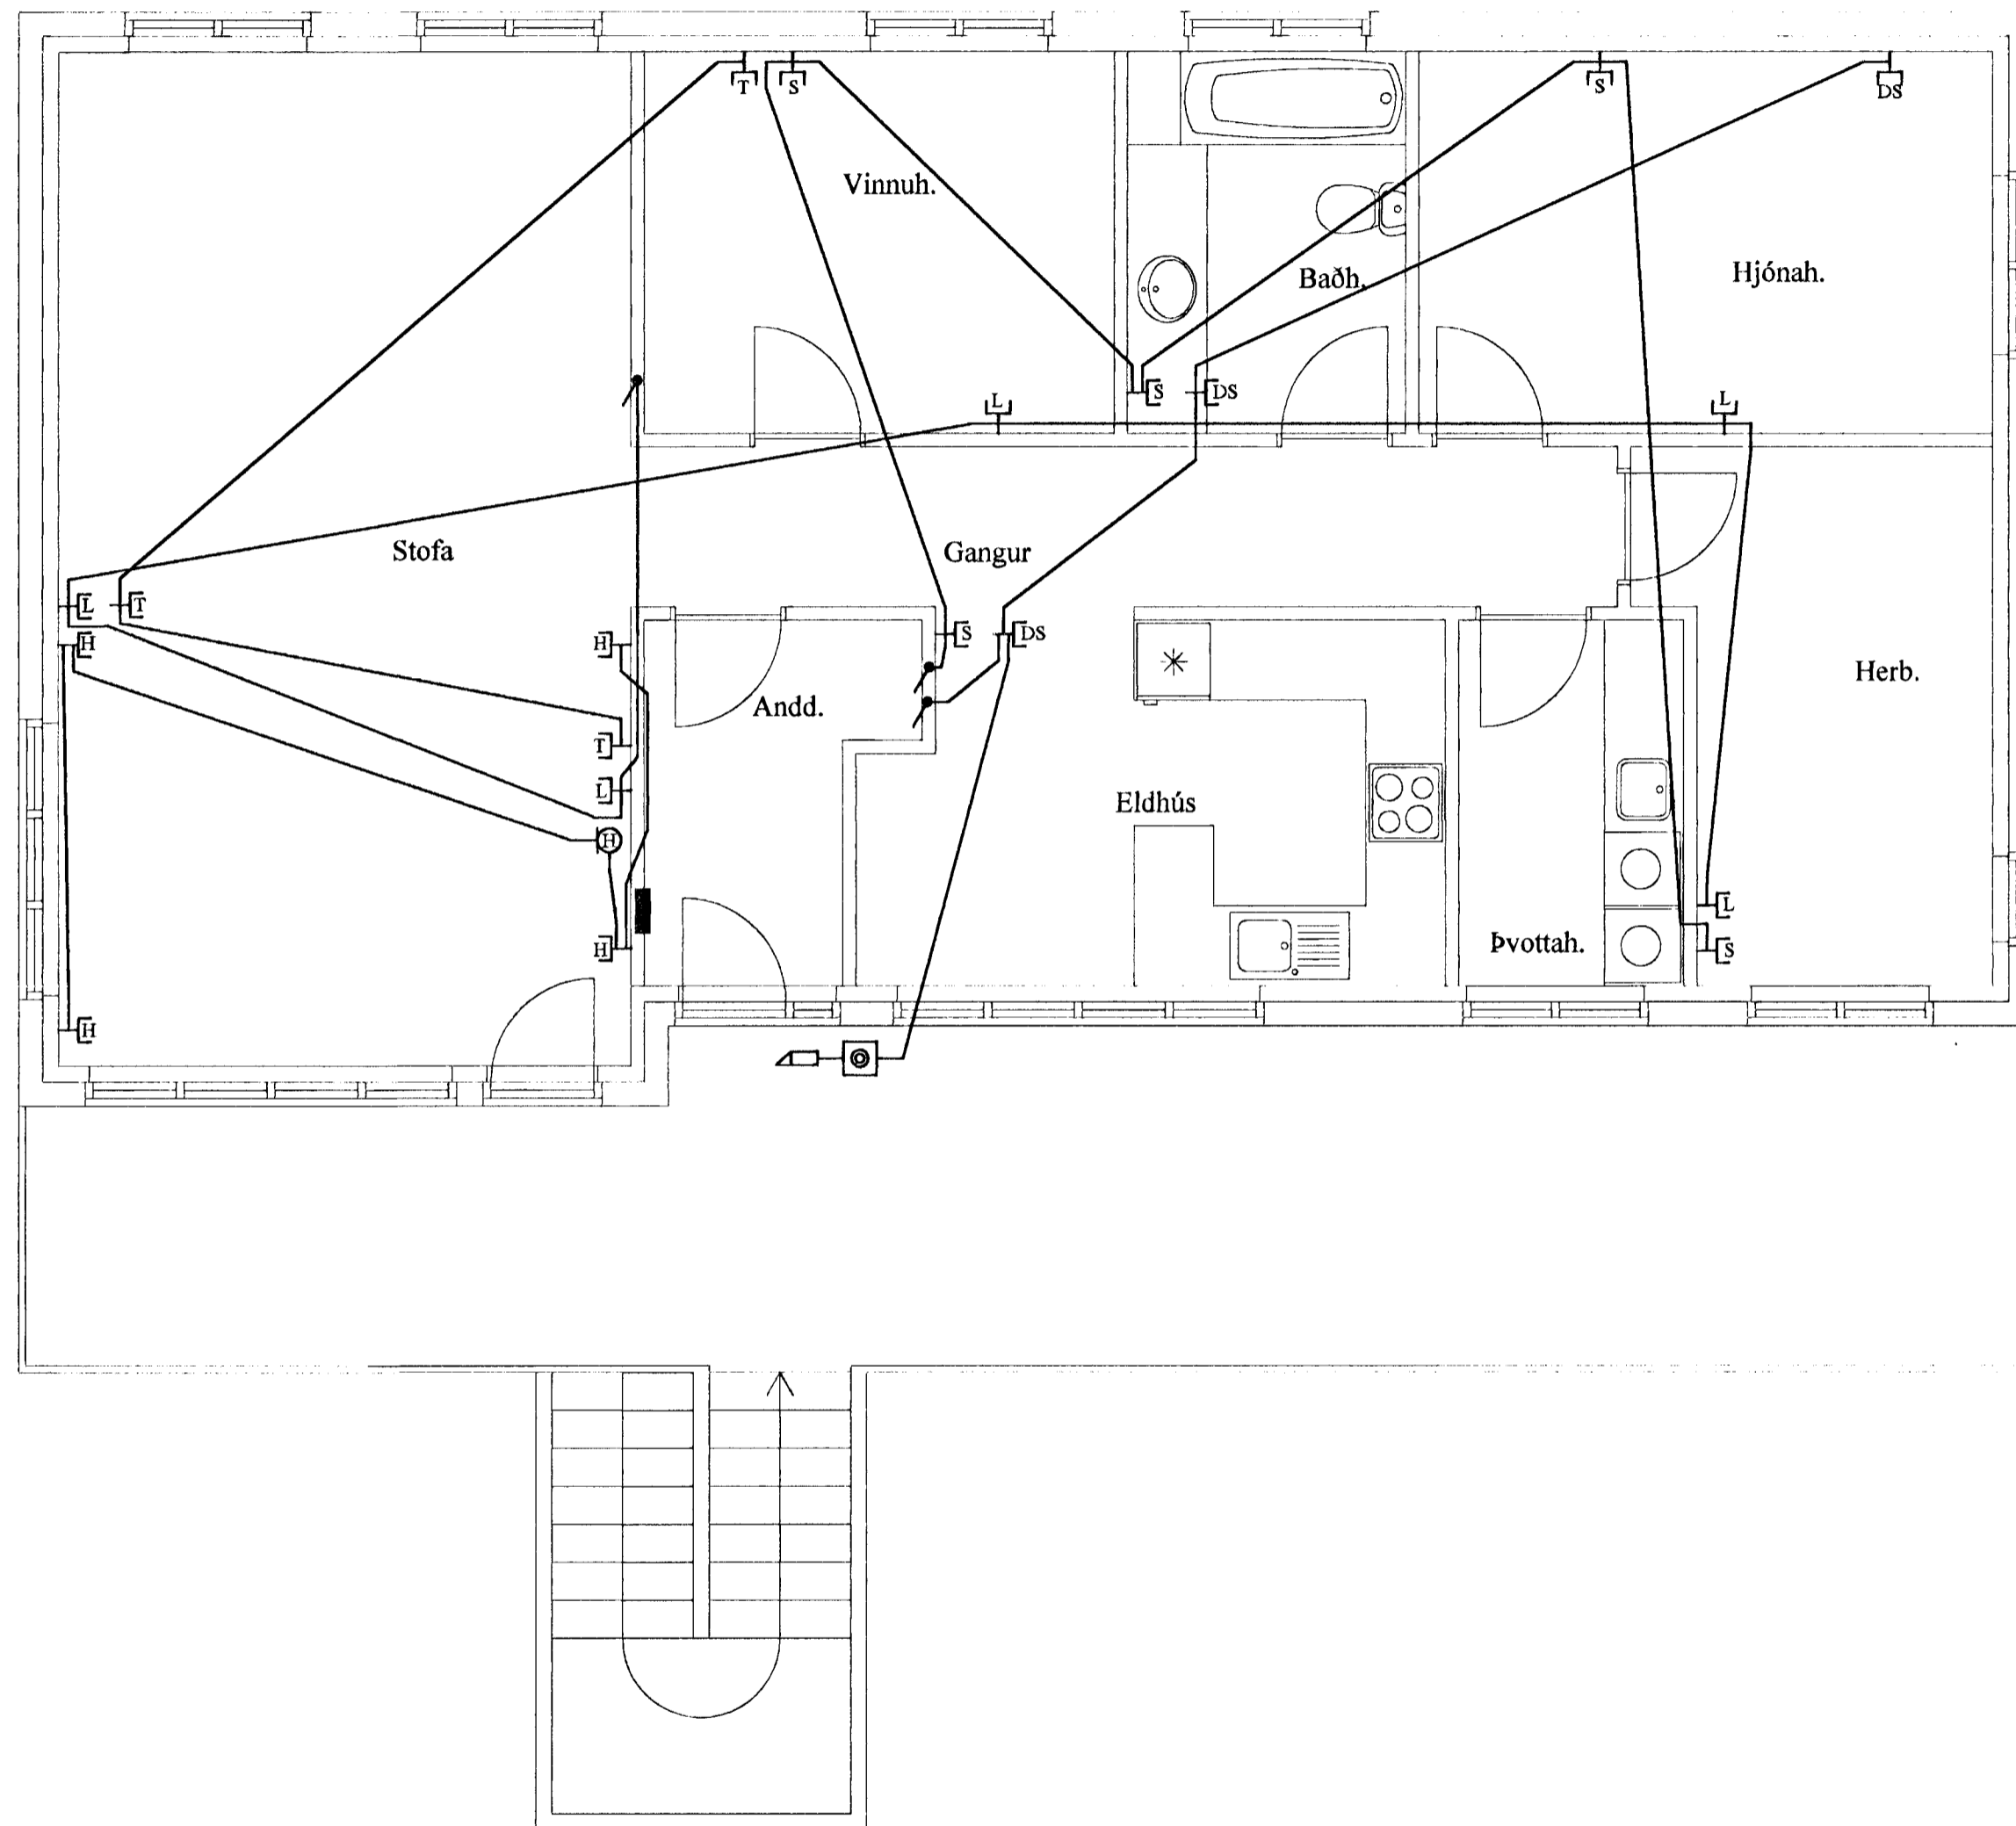 T
S
S
DS
Vinnuh.
Baðh.
Hjónah.
S
DS
L
L
Stofa
Gangur
L
T
H
H
S
DS
Andd.
Herb.
T
L
Eldhús
H
L
H
Þvottah.
S
H